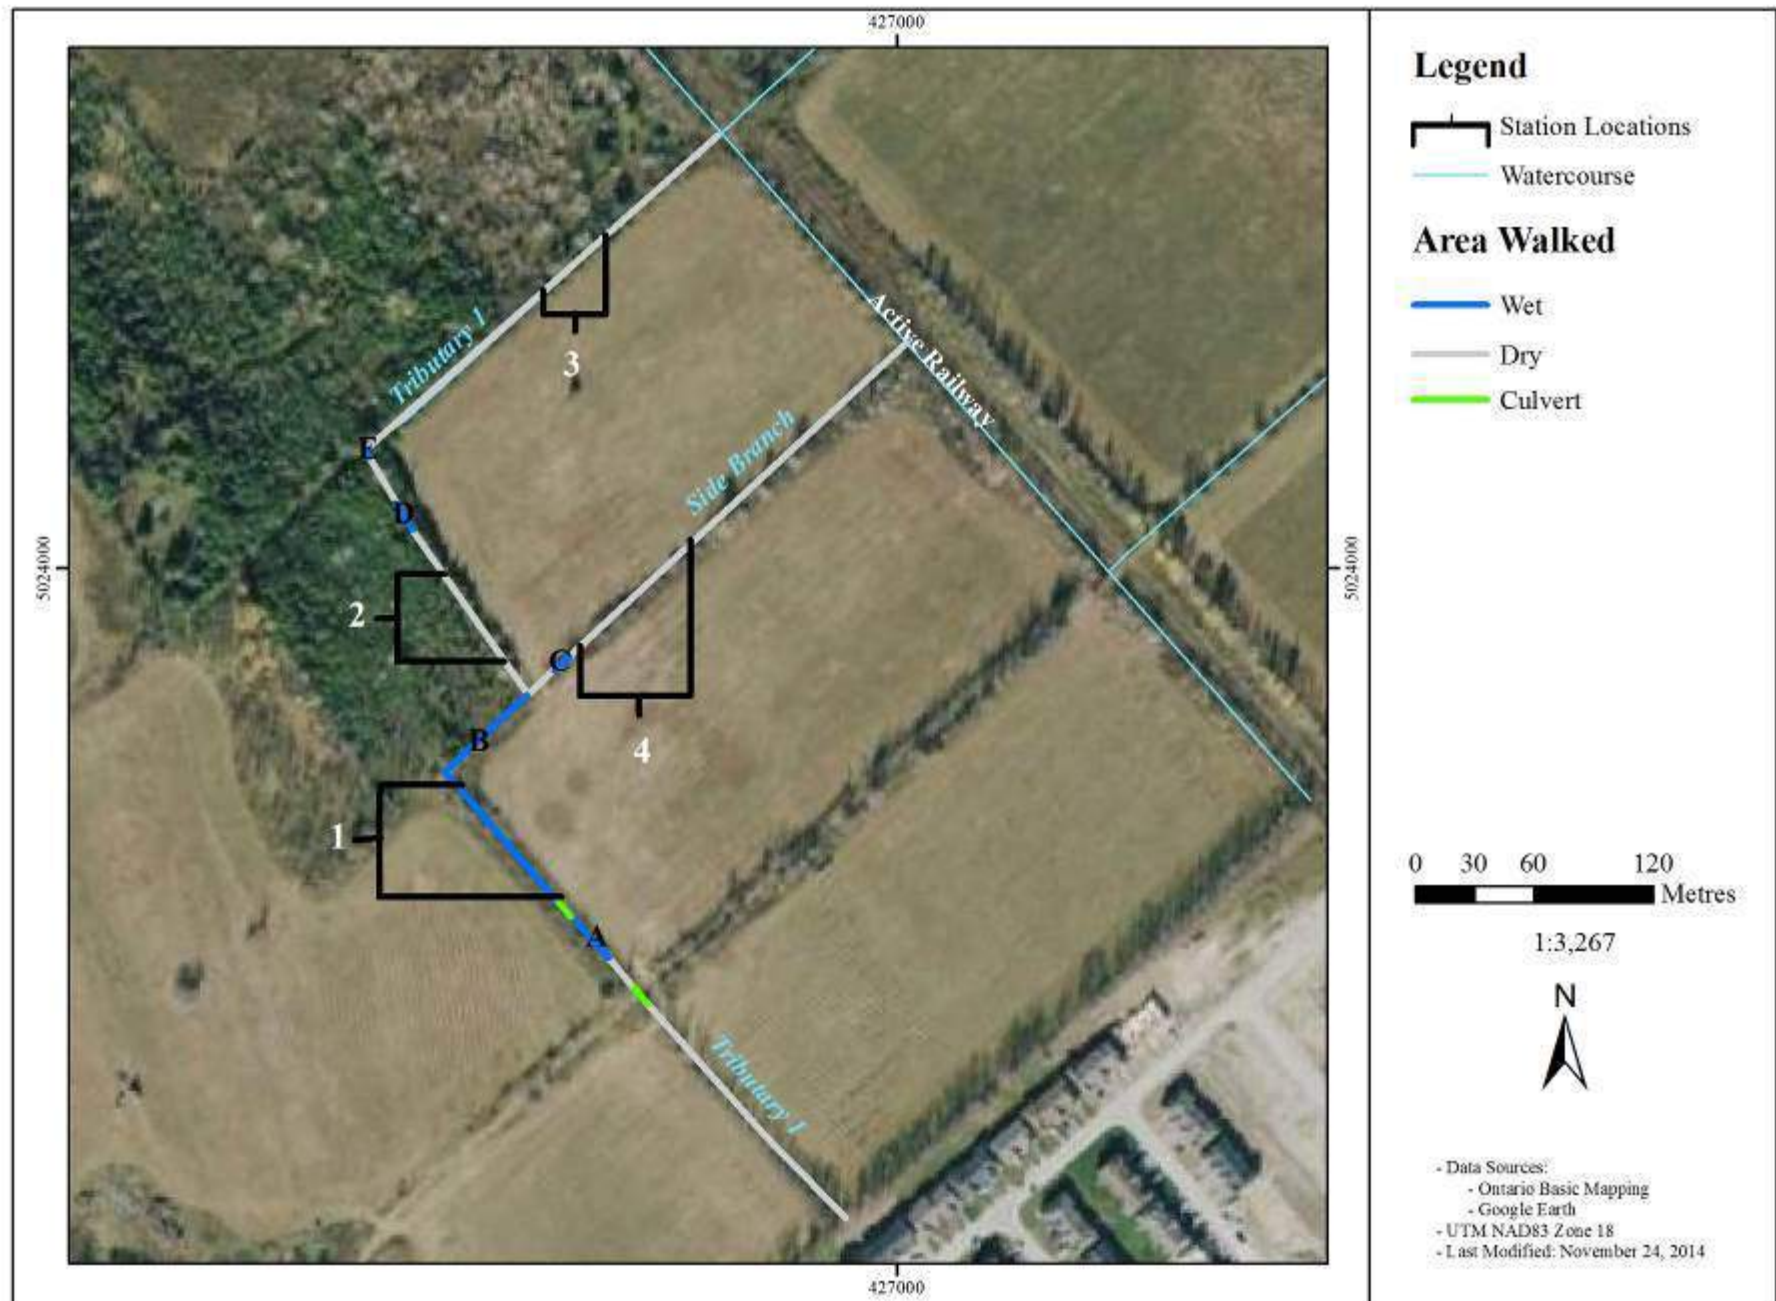 427000
Legend
Station Locations
Watercourse
Area Walked
Wet
Dry
Culvert
Active Railway
Tributary 1
3
E
Side Branch
D
5024000
5024000
2
C
B
4
1
A
Tributary 1
0 30 60 120
Metres
1:3,267
N
- Data Sources:
- Ontario Basic Mapping
- Google Earth
- UTM NAD83 Zone 18
- Last Modified: November 24, 2014
427000